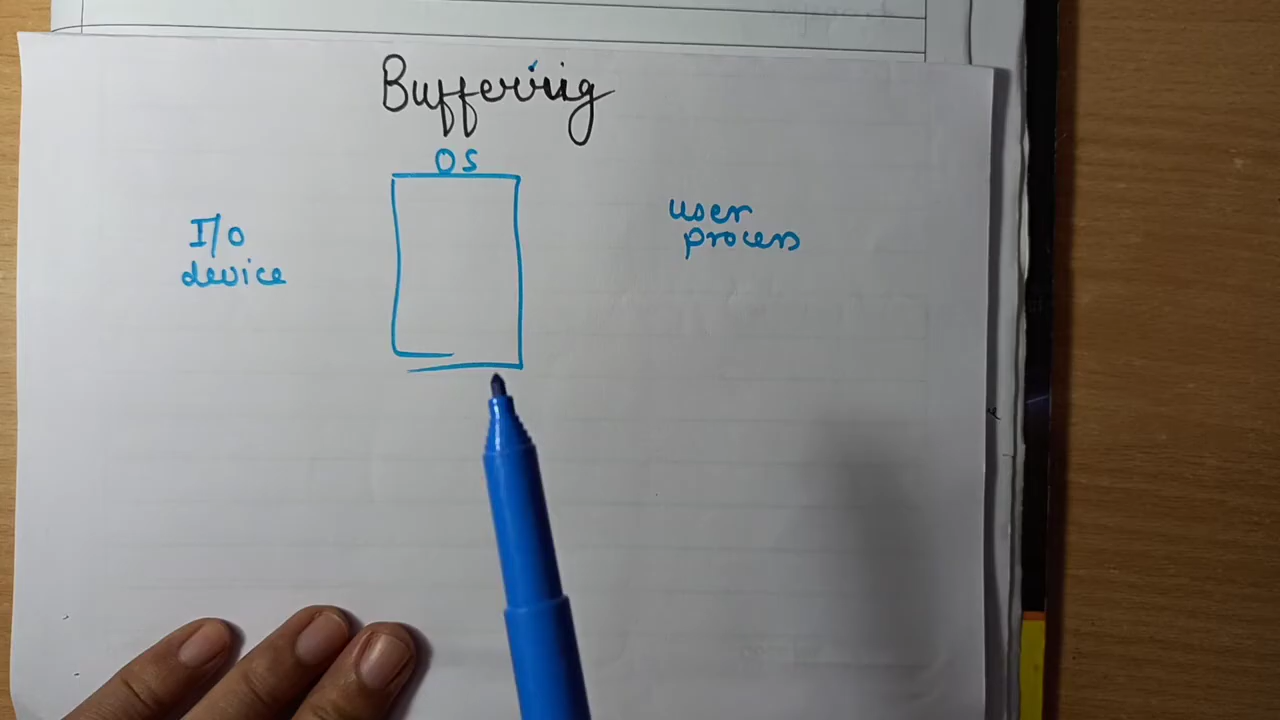 Buffering
OS
I/O
device
user
process